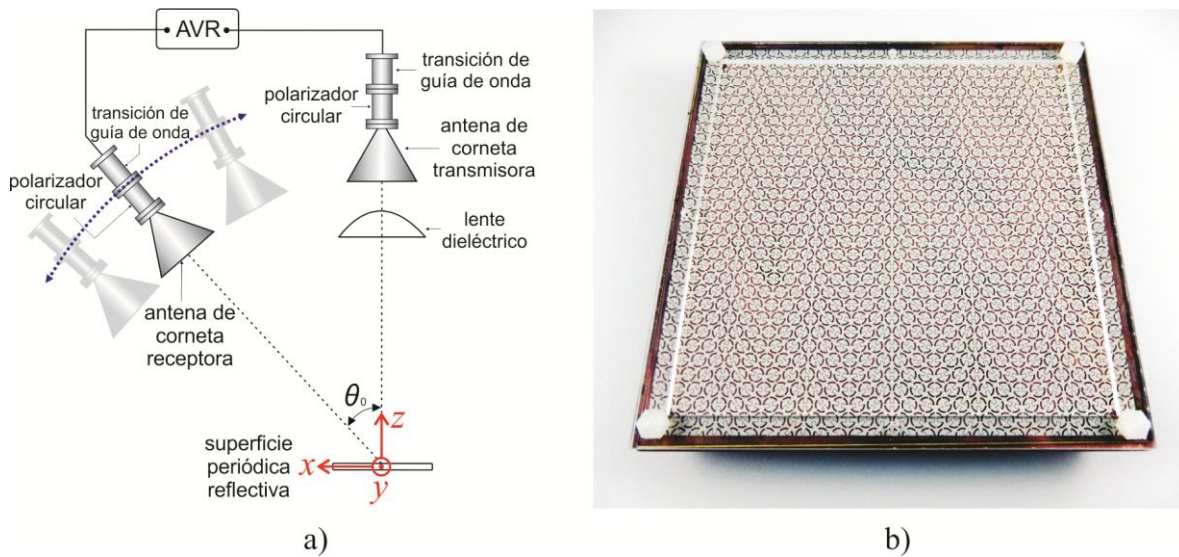 AVR
transición de
guía de onda
polarizador
circular
antena de
corneta
transmisora
lente
dieléctrico
transición de
guía de onda
polarizador
circular
antena de
corneta
receptora
θ₀
z
x
y
superficie
periódica
reflectiva
a)
b)